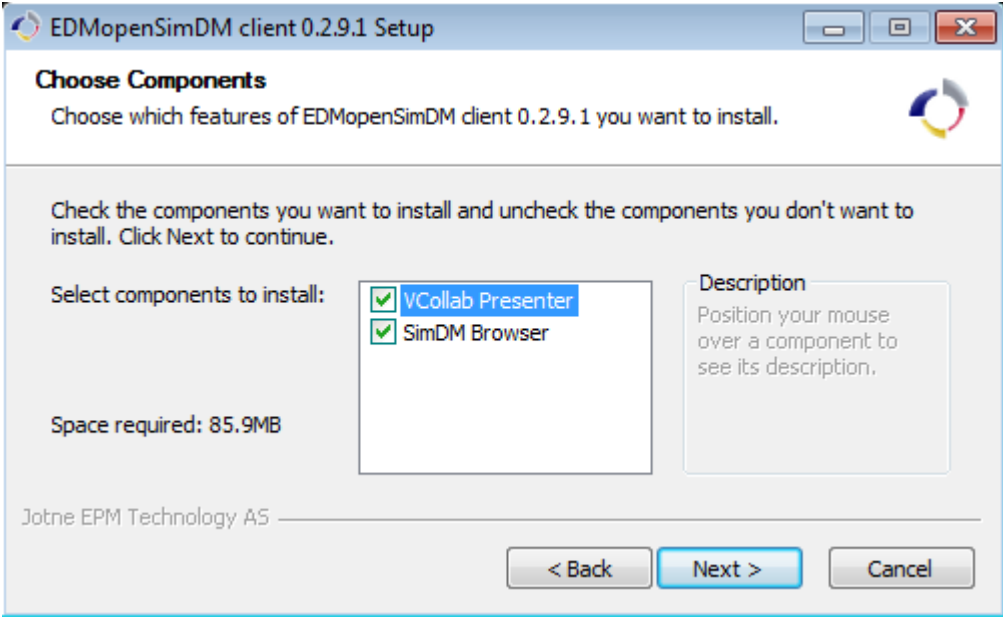 EDMopenSimDM client 0.2.9.1 Setup
Choose Components
Choose which features of EDMopenSimDM client 0.2.9.1 you want to install.
Check the components you want to install and uncheck the components you don't want to
install. Click Next to continue.
Select components to install:
VCollab Presenter
SimDM Browser
Description
Position your mouse
over a component to
see its description.
Space required: 85.9MB
Jotne EPM Technology AS
< Back
Next >
Cancel